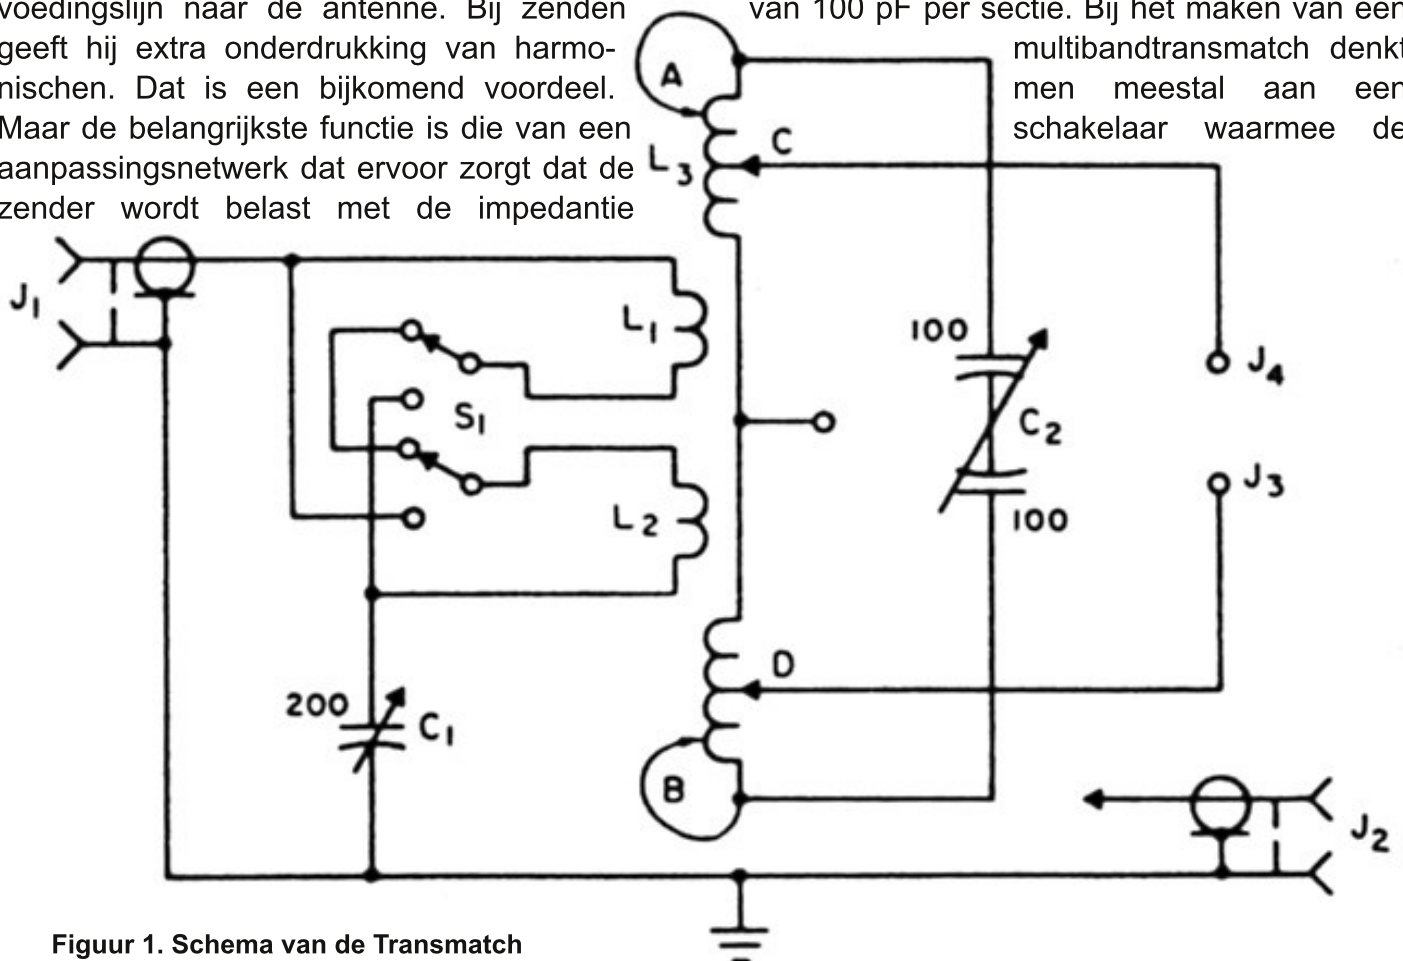 voedingslijn naar de antenne. Bij zenden
geeft hij extra onderdrukking van harmo-
nischen. Dat is een bijkomend voordeel.
Maar de belangrijkste functie is die van een
aanpassingsnetwerk dat ervoor zorgt dat de
zender wordt belast met de impedantie
van 100 pF per sectie. Bij het maken van een
multibandtransmatch denkt
men meestal aan een
schakelaar waarmee de
A
C
L3
J1
L1
S1
L2
100
C2
100
J4
J3
D
200
C1
B
J2
Figuur 1. Schema van de Transmatch